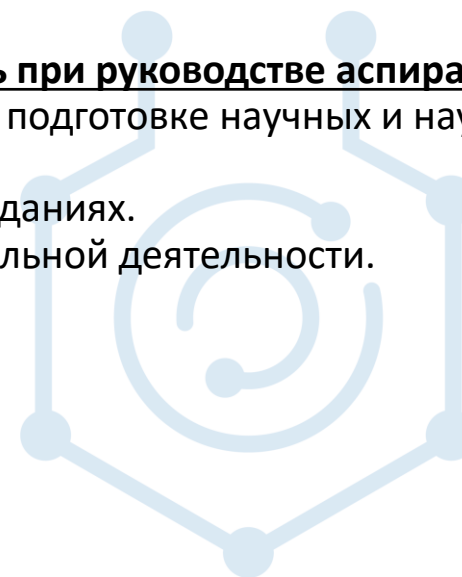 ь при руководстве аспира
подготовке научных и нау
даниях.
льной деятельности.